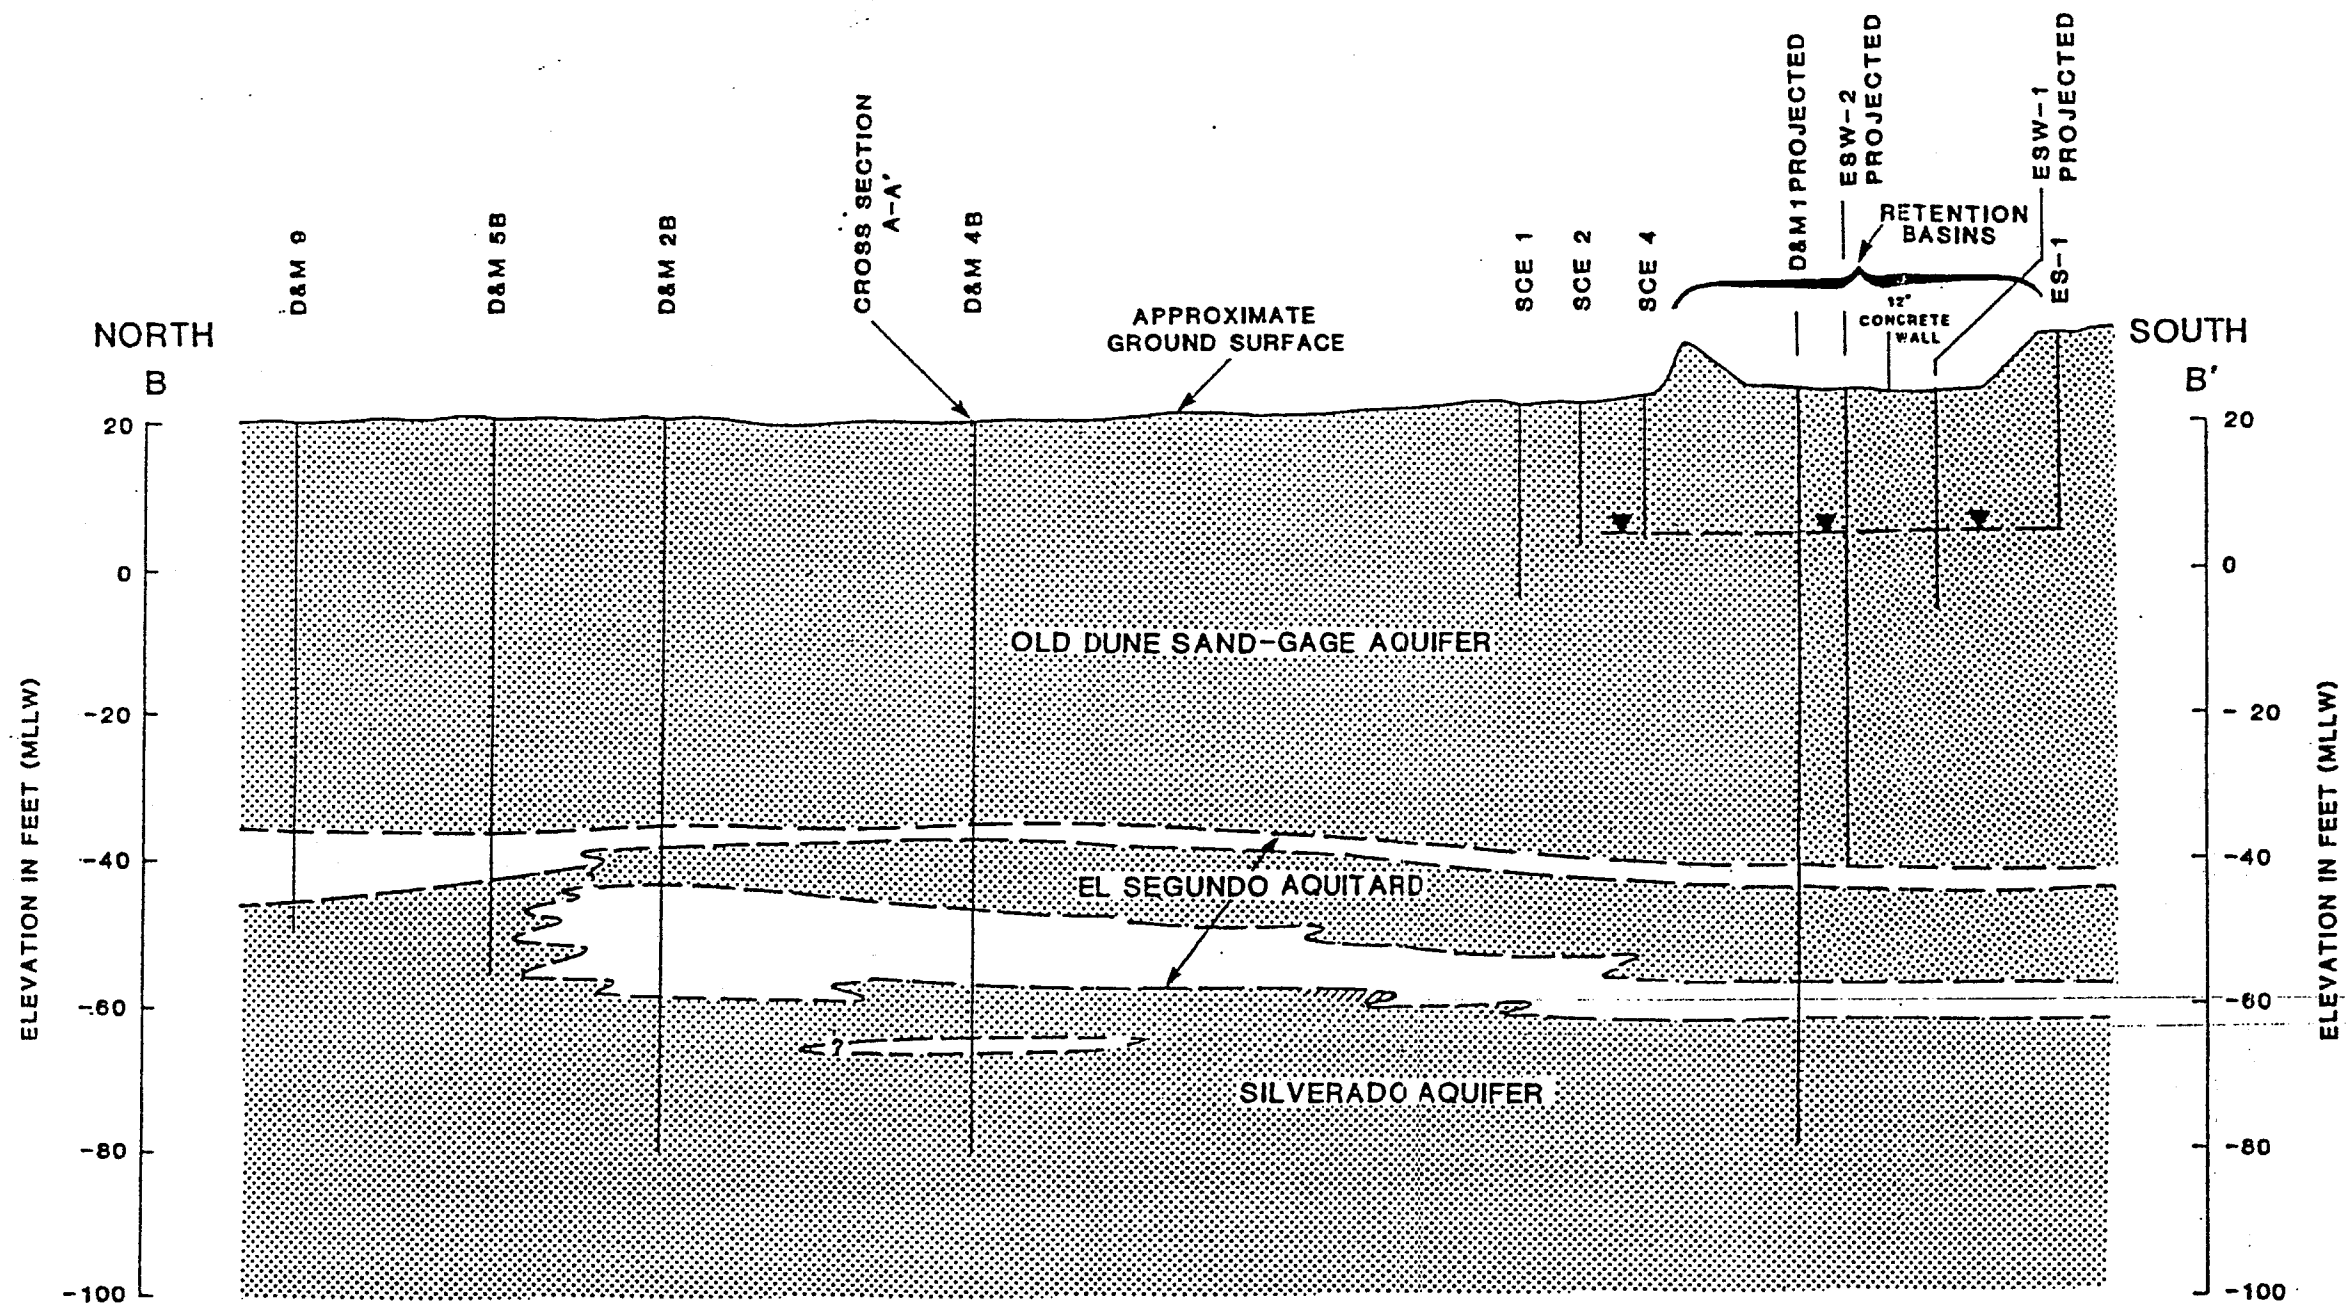 D&M 9
D&M 5B
D&M 2B
CROSS SECTION
A-A'
D&M 4B
APPROXIMATE
GROUND SURFACE
SCE 1
SCE 2
SCE 4
D&M 1 PROJECTED
ESW-2
PROJECTED
RETENTION
BASINS
ESW-1
PROJECTED
ES-1
12"
CONCRETE
WALL
NORTH
B
SOUTH
B'
20
0
-20
-40
-60
-80
-100
ELEVATION IN FEET (MLLW)
OLD DUNE SAND-GAGE AQUIFER
EL SEGUNDO AQUITARD
?
SILVERADO AQUIFER
20
0
- 20
-40
-60
-80
-100
ELEVATION IN FEET (MLLW)